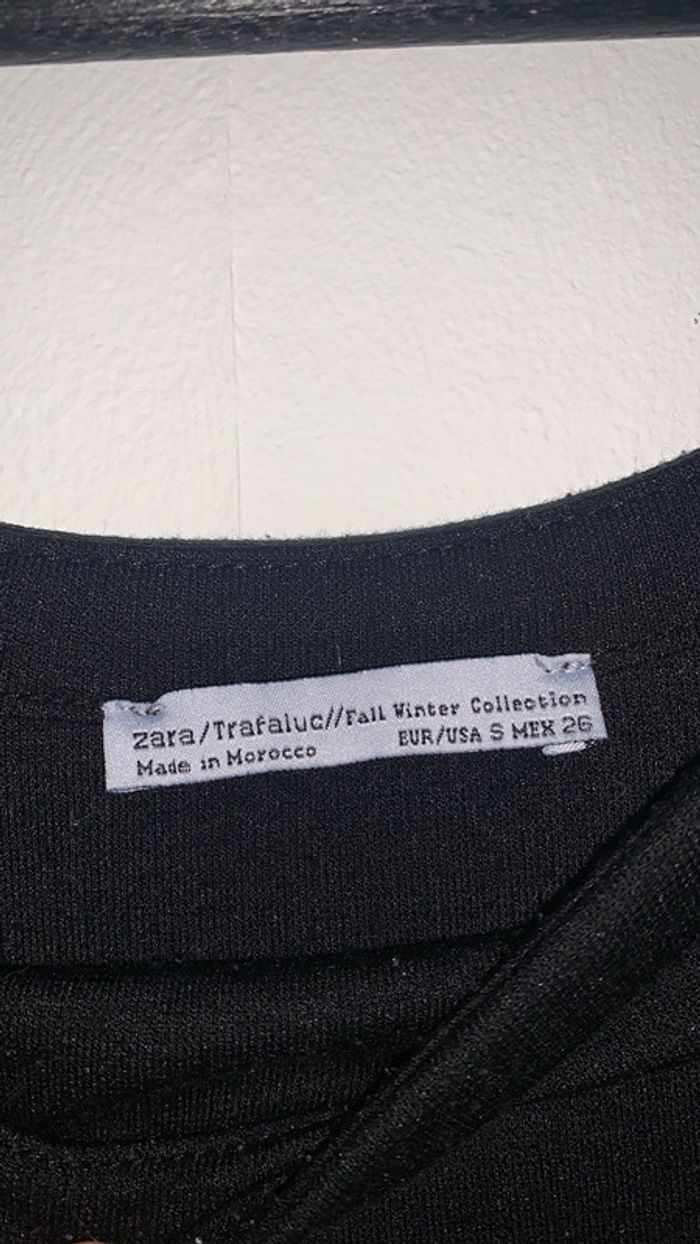 zara/Trafaluc//Fall Winter Collection
Made in Morocco EUR/USA S MEX 26